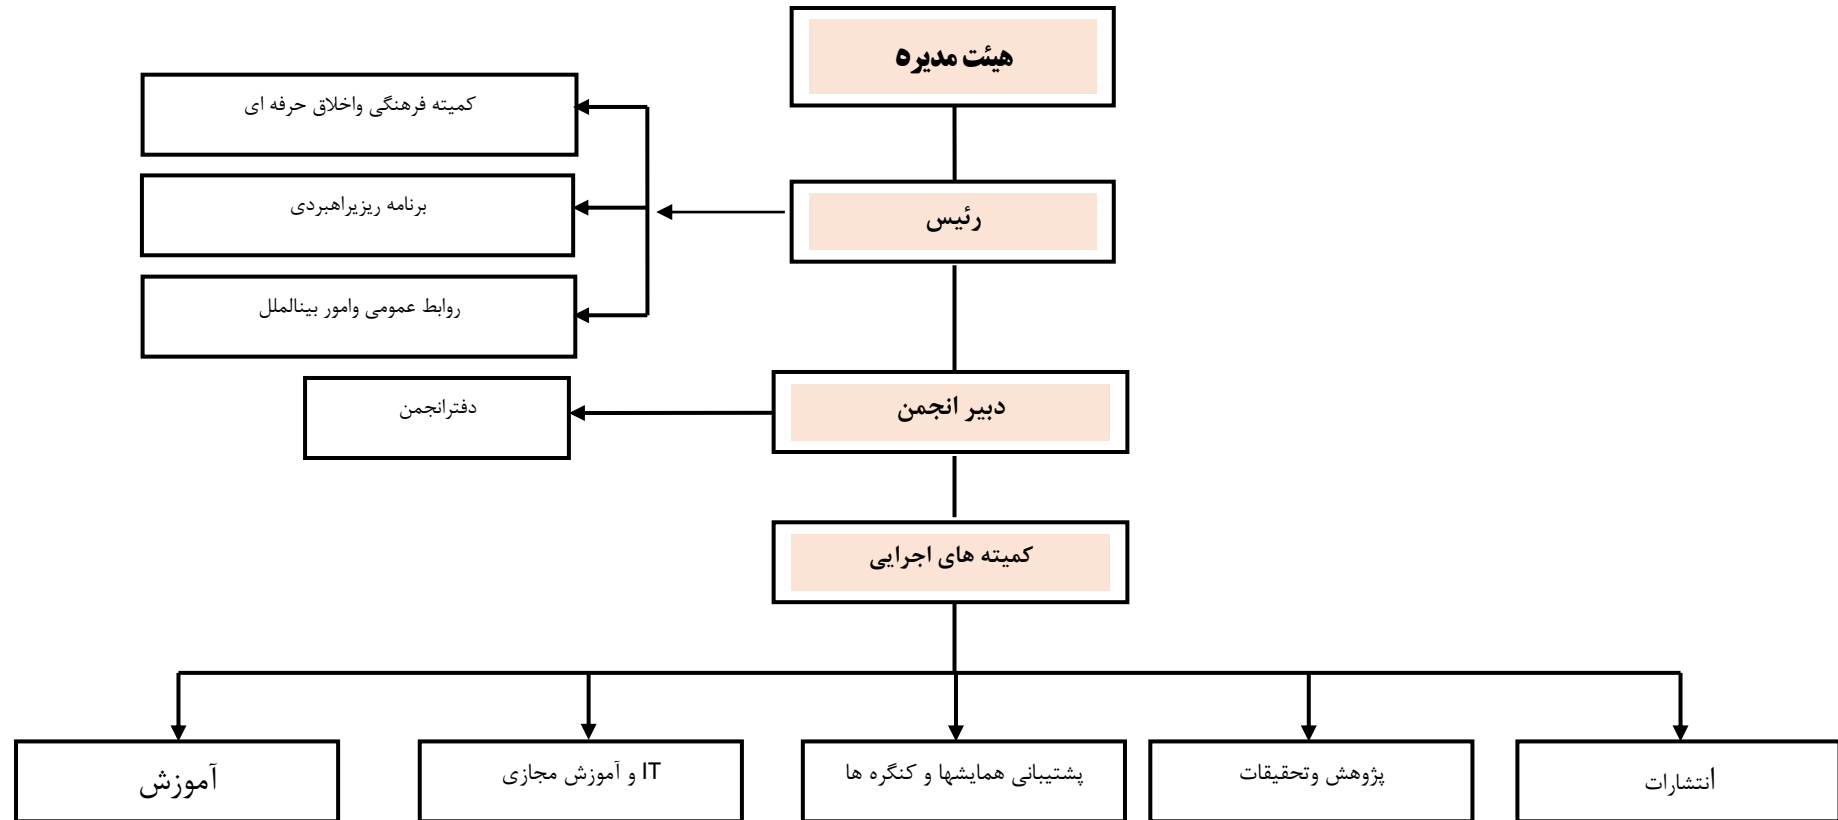 هیئت مدیره
کمیته فرهنگی واخلاق حرفه ای
برنامه ریزیراهبردی
رئیس
روابط عمومی وامور بینالملل
دبیر انجمن
دفترانجمن
کمیته های اجرایی
انتشارات
پژوهش وتحقیقات
پشتیبانی همایشها و کنگره ها
IT و آموزش مجازی
آموزش